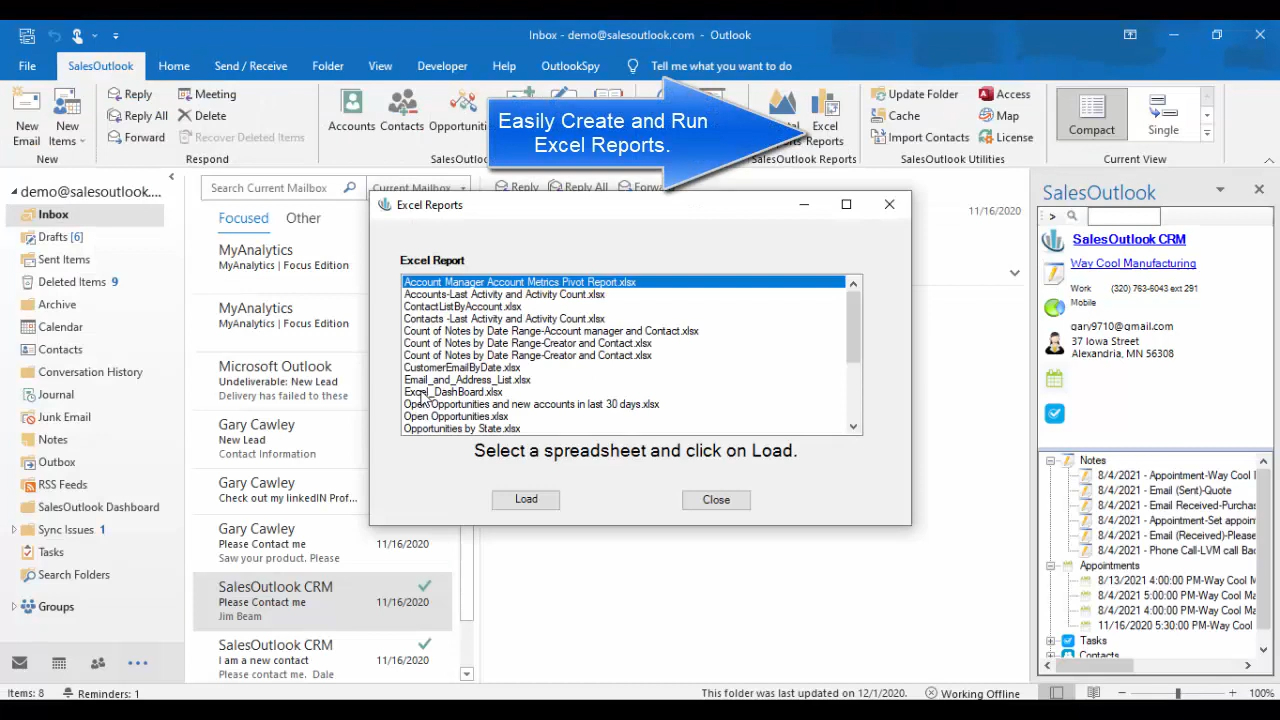 Inbox - demo@salesoutlook.com - Outlook
File SalesOutlook Home Send / Receive Folder View Developer Help OutlookSpy Tell me what you want to do
New Email
New Items
New
Reply
Reply All
Forward
Meeting
Delete
Recover Deleted Items
Respond
Accounts
Contacts
Easily Create and Run
Excel Reports.
Excel
Reports
SalesOutlook Reports
Update Folder
Cache
Import Contacts
Access
Map
License
SalesOutlook Utilities
Compact
Single
Current View
demo@salesoutlook....
Inbox
Drafts [6]
Sent Items
Deleted Items 9
Archive
Calendar
Contacts
Conversation History
Journal
Junk Email
Notes
Outbox
RSS Feeds
SalesOutlook Dashboard
Sync Issues 1
Tasks
Search Folders
Groups
Search Current Mailbox
Current Mailbox
Focused Other
MyAnalytics
MyAnalytics | Focus Edition
MyAnalytics
MyAnalytics | Focus Edition
Microsoft Outlook
Undeliverable: New Lead
Delivery has failed to these
Gary Cawley
New Lead
Contact Information
Gary Cawley
Check out my linkedIN Prof...
Gary Cawley
Please Contact me 11/16/2020
Saw your product. Please
SalesOutlook CRM
Please Contact me 11/16/2020
Jim Beam
SalesOutlook CRM
I am a new contact 11/16/2020
Please contact me. Dale
Reply Reply All
11/16/2020
Excel Reports
Excel Report
Account Manager Account Metrics Pivot Report.xlsx
Accounts-Last Activity and Activity Count.xlsx
ContactListByAccount.xlsx
Contacts -Last Activity and Activity Count.xlsx
Count of Notes by Date Range-Account manager and Contact.xlsx
Count of Notes by Date Range-Creator and Contact.xlsx
Count of Notes by Date Range-Creator and Contact.xlsx
CustomerEmailByDate.xlsx
Email_and_Address_List.xlsx
Excel_DashBoard.xlsx
Open Opportunities and new accounts in last 30 days.xlsx
Open Opportunities.xlsx
Opportunities by State.xlsx
Select a spreadsheet and click on Load.
Load Close
SalesOutlook
SalesOutlook CRM
Way Cool Manufacturing
Work (320) 763-6043 ext 291
Mobile
gary9710@gmail.com
37 Iowa Street
Alexandria, MN 56308
Notes
8/4/2021 - Appointment-Way Cool
8/4/2021 - Email (Sent)-Quote
8/4/2021 - Email Received-Purchas
8/4/2021 - Appointment-Set appoin
8/4/2021 - Email (Received)-Please
8/4/2021 - Phone Call-LVM call Bac
Appointments
8/13/2021 4:00:00 PM-Way Cool Ma
8/4/2021 5:00:00 PM-Way Cool Ma
8/4/2021 4:00:00 PM-Way Cool Ma
11/16/2020 5:30:00 PM-Way Cool
Tasks
Contacts
Items: 8 Reminders: 1 This folder was last updated on 12/1/2020. Working Offline 100%